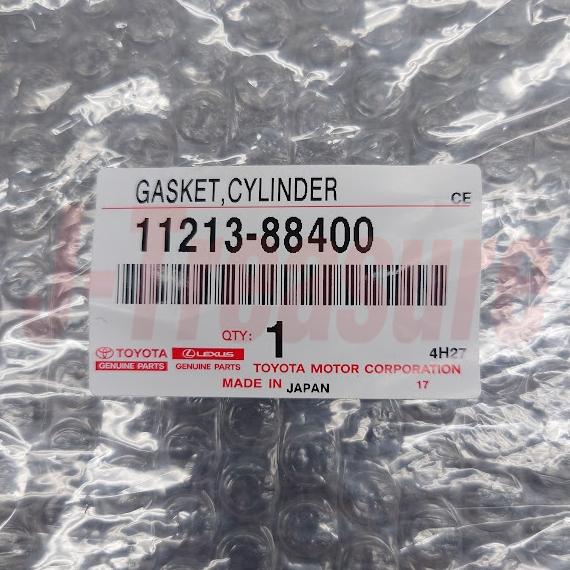 GASKET,CYLINDER
CE
11213-88400
QTY: 1
TOYOTA LEXUS 4H27
GENUINE PARTS GENUINE PARTS TOYOTA MOTOR CORPORATION
MADE IN JAPAN 17
J-Treasure